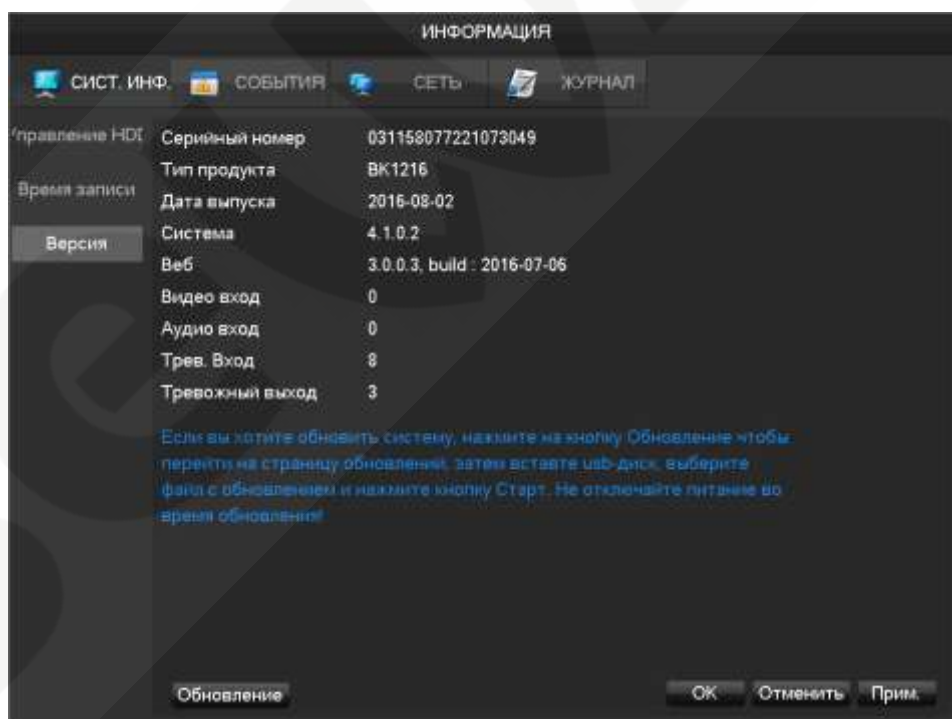 ИНФОРМАЦИЯ
СИСТ. ИНФ. СОБЫТИЯ СЕТЬ ЖУРНАЛ
Управление HDD
Время записи
Версия
Серийный номер 031158077221073049
Тип продукта BK1216
Дата выпуска 2016-08-02
Система 4.1.0.2
Веб 3.0.0.3, build : 2016-07-06
Видео вход 0
Аудио вход 0
Трев. Вход 8
Тревожный выход 3
Если вы хотите обновить систему, нажмите на кнопку Обновление чтобы
перейти на страницу обновлений, затем вставте usb-диск, выберите
файл с обновлением и нажмите кнопку Старт. Не отключайте питание во
время обновления!
Обновление OK Отменить Прим.